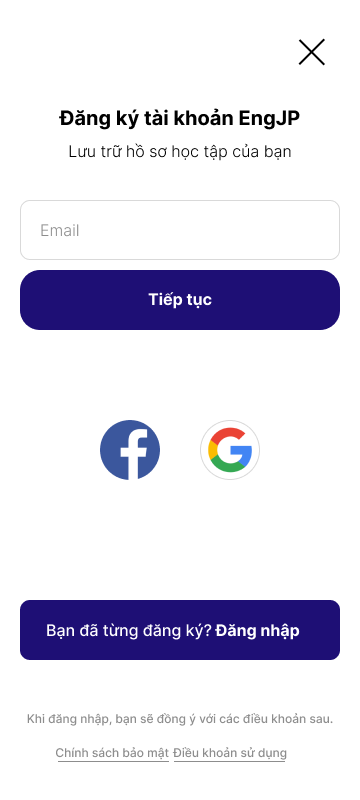 Đăng ký tài khoản EngJP
Lưu trữ hồ sơ học tập của bạn
Email
Tiếp tục
Bạn đã từng đăng ký? Đăng nhập
Khi đăng nhập, bạn sẽ đồng ý với các điều khoản sau.
Chính sách bảo mật Điều khoản sử dụng